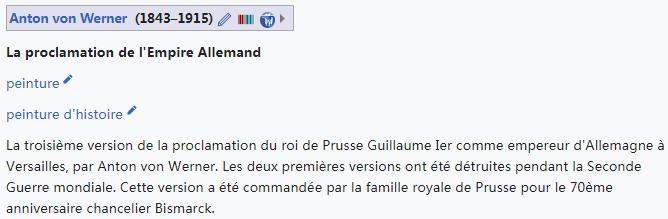 Anton von Werner (1843–1915)
La proclamation de l'Empire Allemand
peinture
peinture d'histoire
La troisième version de la proclamation du roi de Prusse Guillaume Ier comme empereur d'Allemagne à
Versailles, par Anton von Werner. Les deux premières versions ont été détruites pendant la Seconde
Guerre mondiale. Cette version a été commandée par la famille royale de Prusse pour le 70ème
anniversaire chancelier Bismarck.